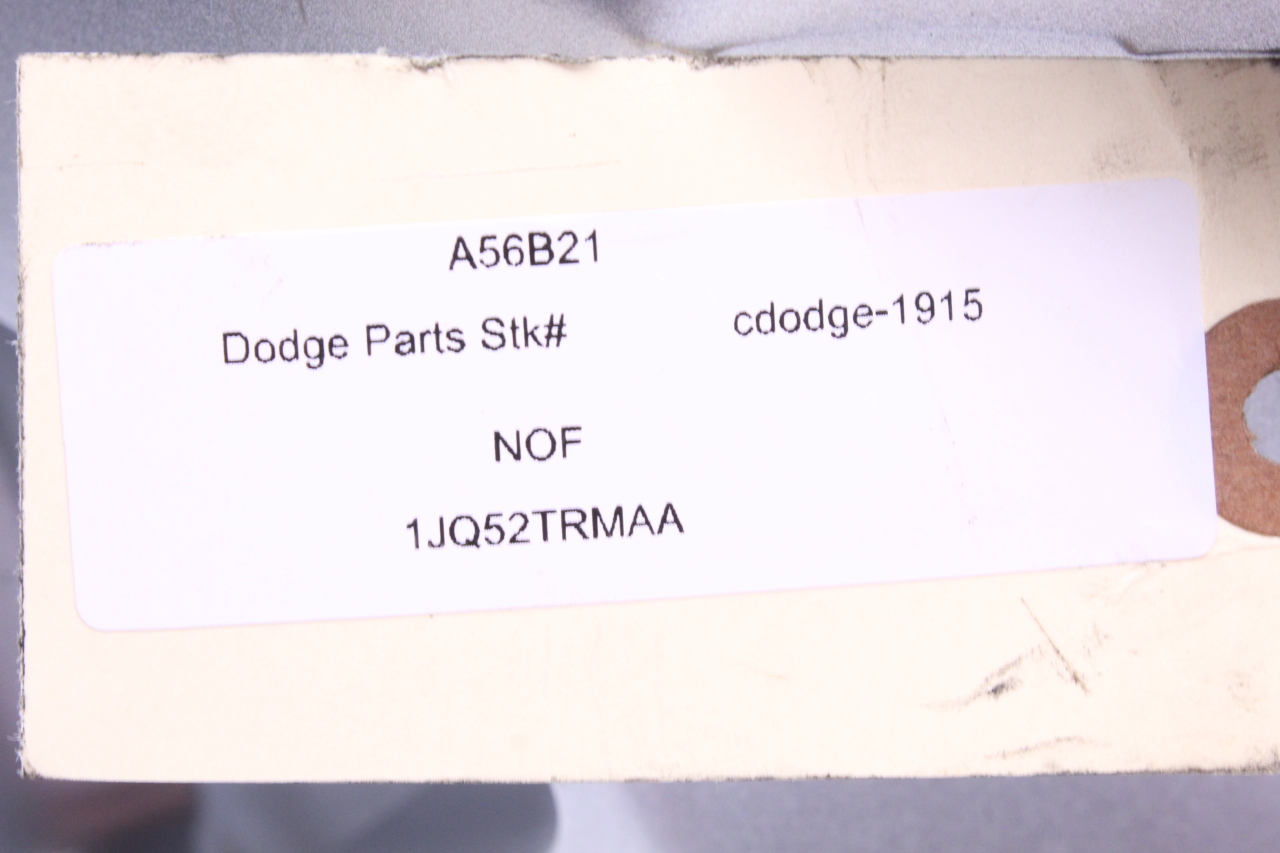 A56B21
Dodge Parts Stk# cdodge-1915
NOF
1JQ52TRMAA